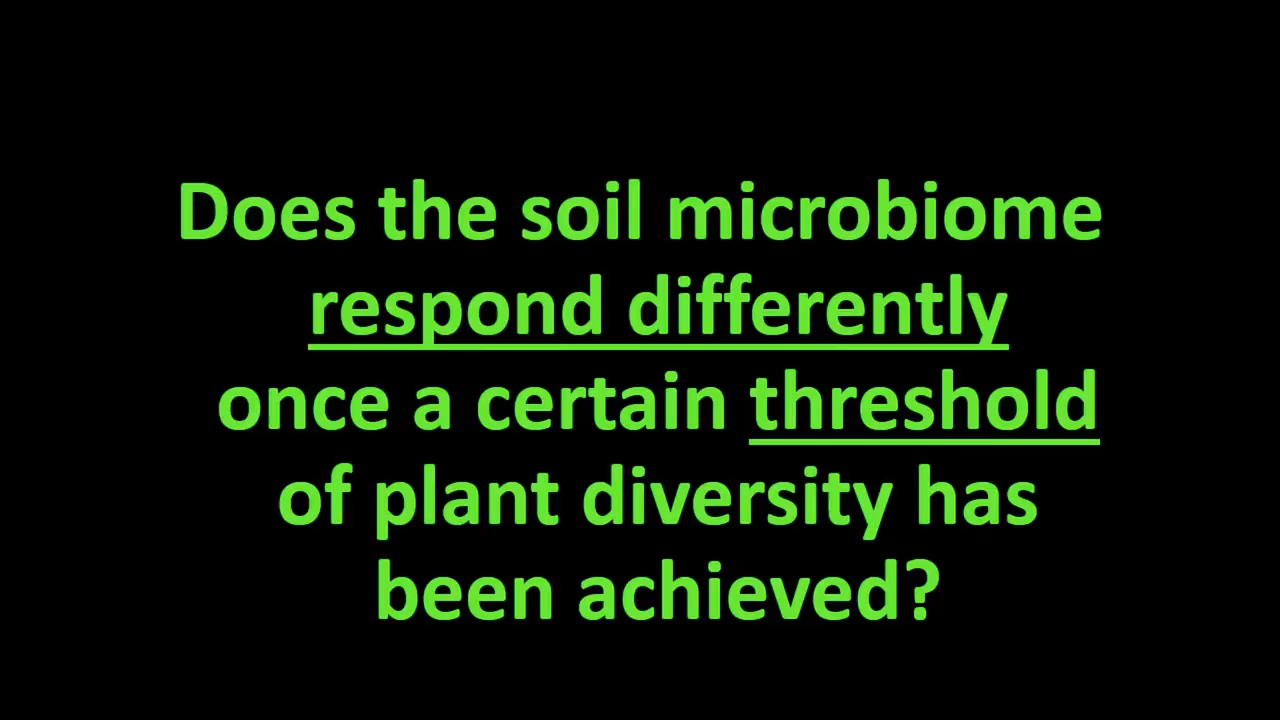 Does the soil microbiome
respond differently
once a certain threshold
of plant diversity has
been achieved?